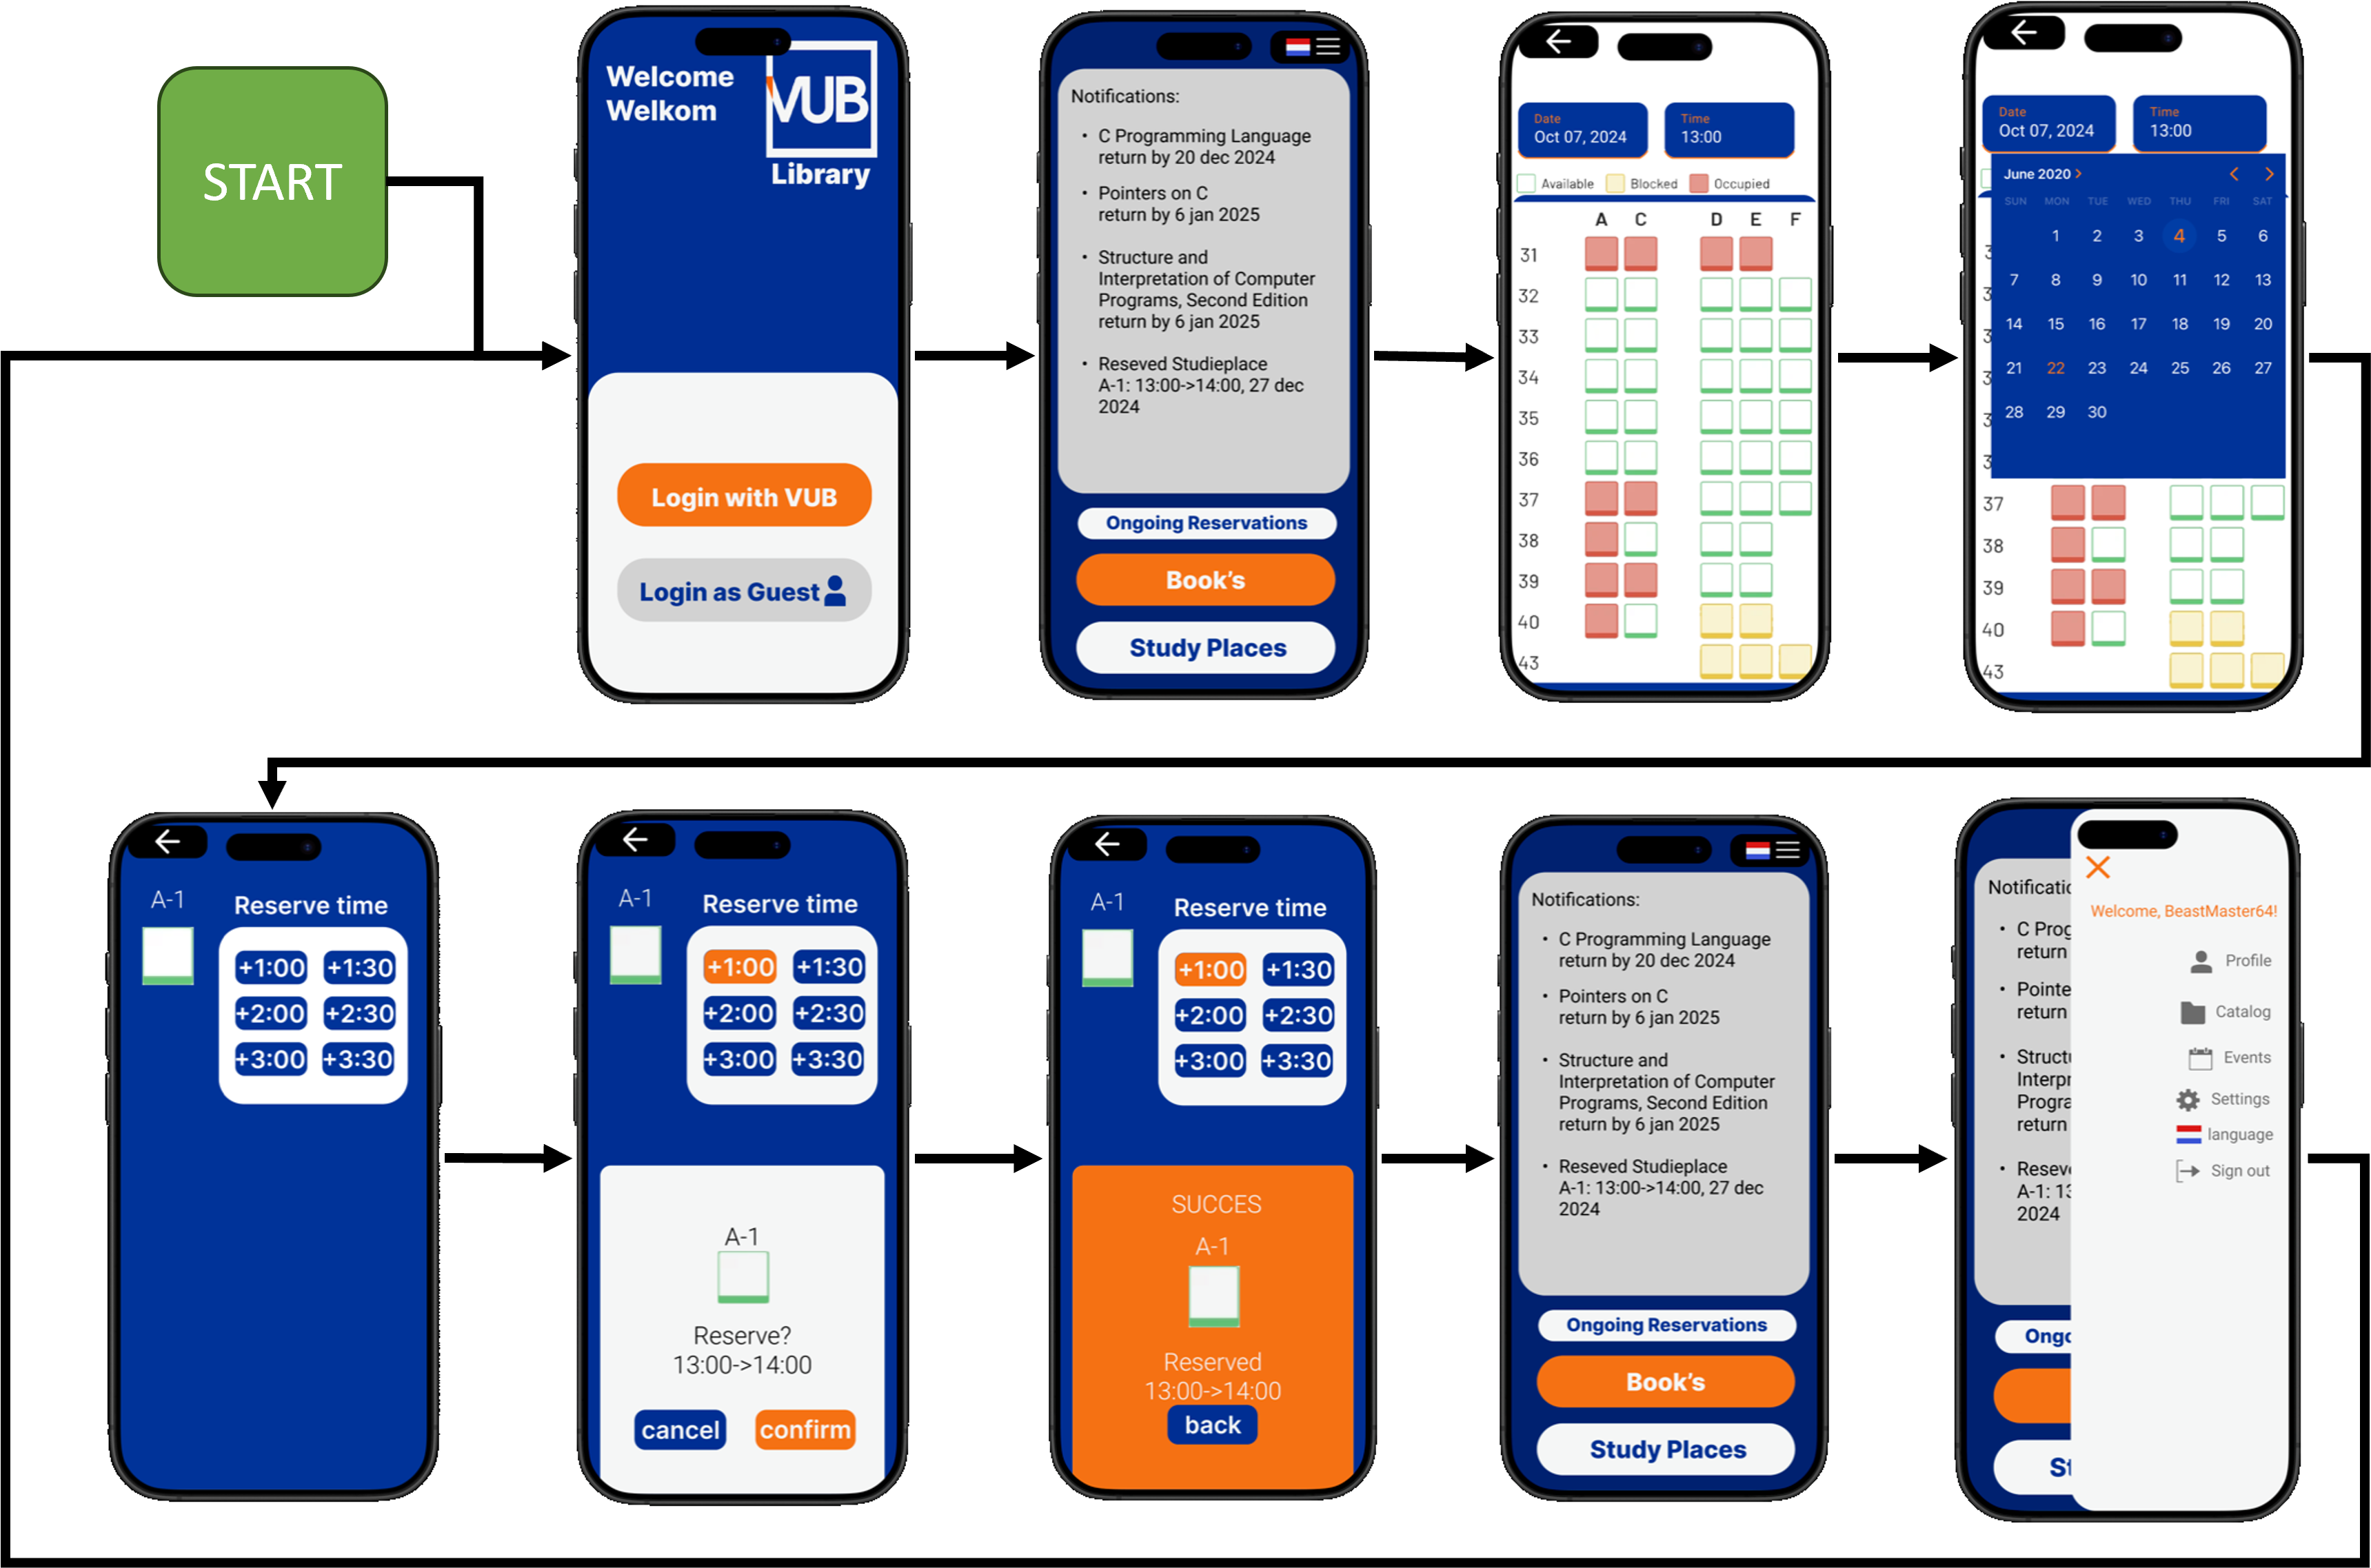 START
Welcome
Welkom
VUB
Library
Login with VUB
Login as Guest
Notifications:
• C Programming Language
return by 20 dec 2024
• Pointers on C
return by 6 jan 2025
• Structure and
Interpretation of Computer
Programs, Second Edition
return by 6 jan 2025
• Reseved Studieplace
A-1: 13:00->14:00, 27 dec
2024
Ongoing Reservations
Book's
Study Places
Date
Oct 07, 2024
Time
13:00
Available Blocked Occupied
A C D E F
31
32
33
34
35
36
37
38
39
40
43
Date
Oct 07, 2024
Time
13:00
June 2020 >
SUN MON TUE WED THU FRI SAT
1 2 3 4 5 6
7 8 9 10 11 12 13
14 15 16 17 18 19 20
21 22 23 24 25 26 27
28 29 30
3
3
3
3
3
3
37
38
39
40
43
A-1
Reserve time
+1:00 +1:30
+2:00 +2:30
+3:00 +3:30
A-1
Reserve time
+1:00 +1:30
+2:00 +2:30
+3:00 +3:30
A-1
Reserve?
13:00->14:00
cancel confirm
A-1
Reserve time
+1:00 +1:30
+2:00 +2:30
+3:00 +3:30
SUCCES
A-1
Reserved
13:00->14:00
back
Notifications:
• C Programming Language
return by 20 dec 2024
• Pointers on C
return by 6 jan 2025
• Structure and
Interpretation of Computer
Programs, Second Edition
return by 6 jan 2025
• Reseved Studieplace
A-1: 13:00->14:00, 27 dec
2024
Ongoing Reservations
Book's
Study Places
Notificatic
• C Prog
return
• Pointe
return
• Struct
Interpr
Progra
return
• Resev
A-1: 13
2024
Ongo
St
Welcome, BeastMaster64!
Profile
Catalog
Events
Settings
language
Sign out